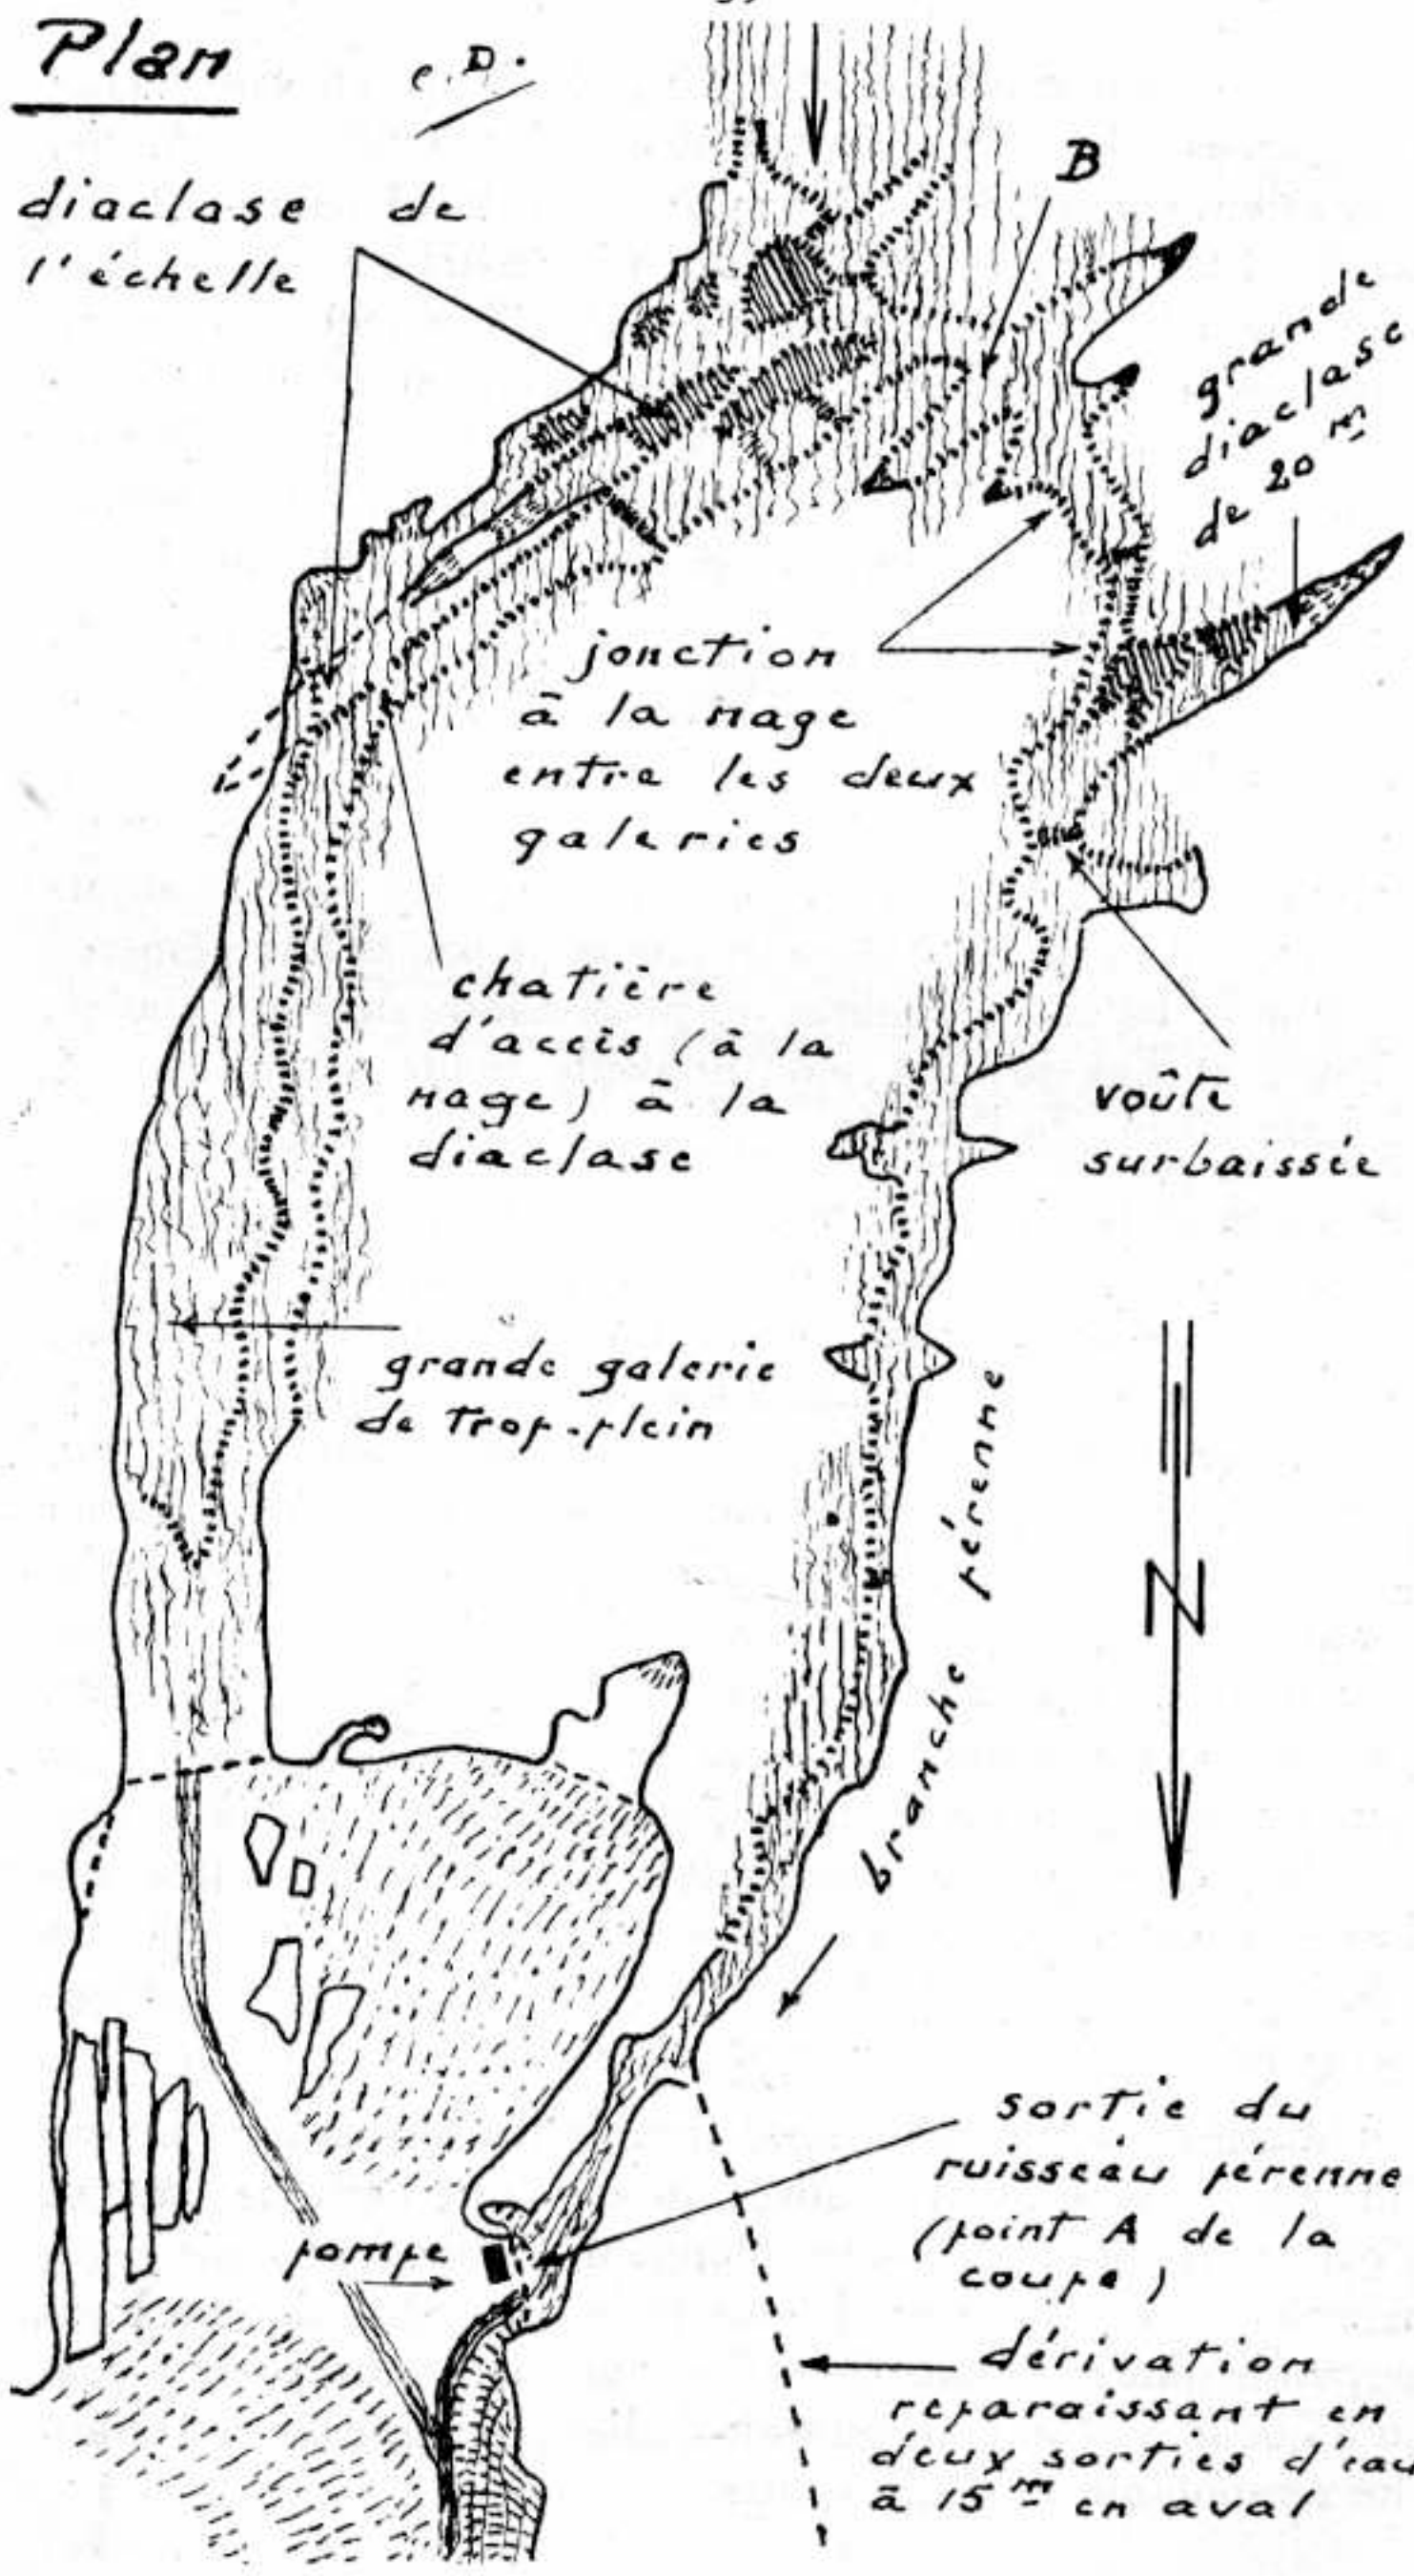 Plan
C.D.
diaclase de
l'échelle
B
grande
diaclase
de 20 m
jonction
à la nage
entre les deux
galeries
chatière
d'accès (à la
nage) à la
diaclase
voûte
surbaissée
grande galerie
de trop-plein
branche pérenne
N
sortie du
ruisseau pérenne
(point A de la
coupe)
pompe
dérivation
reparaissant en
deux sorties d'eau
à 15 m en aval